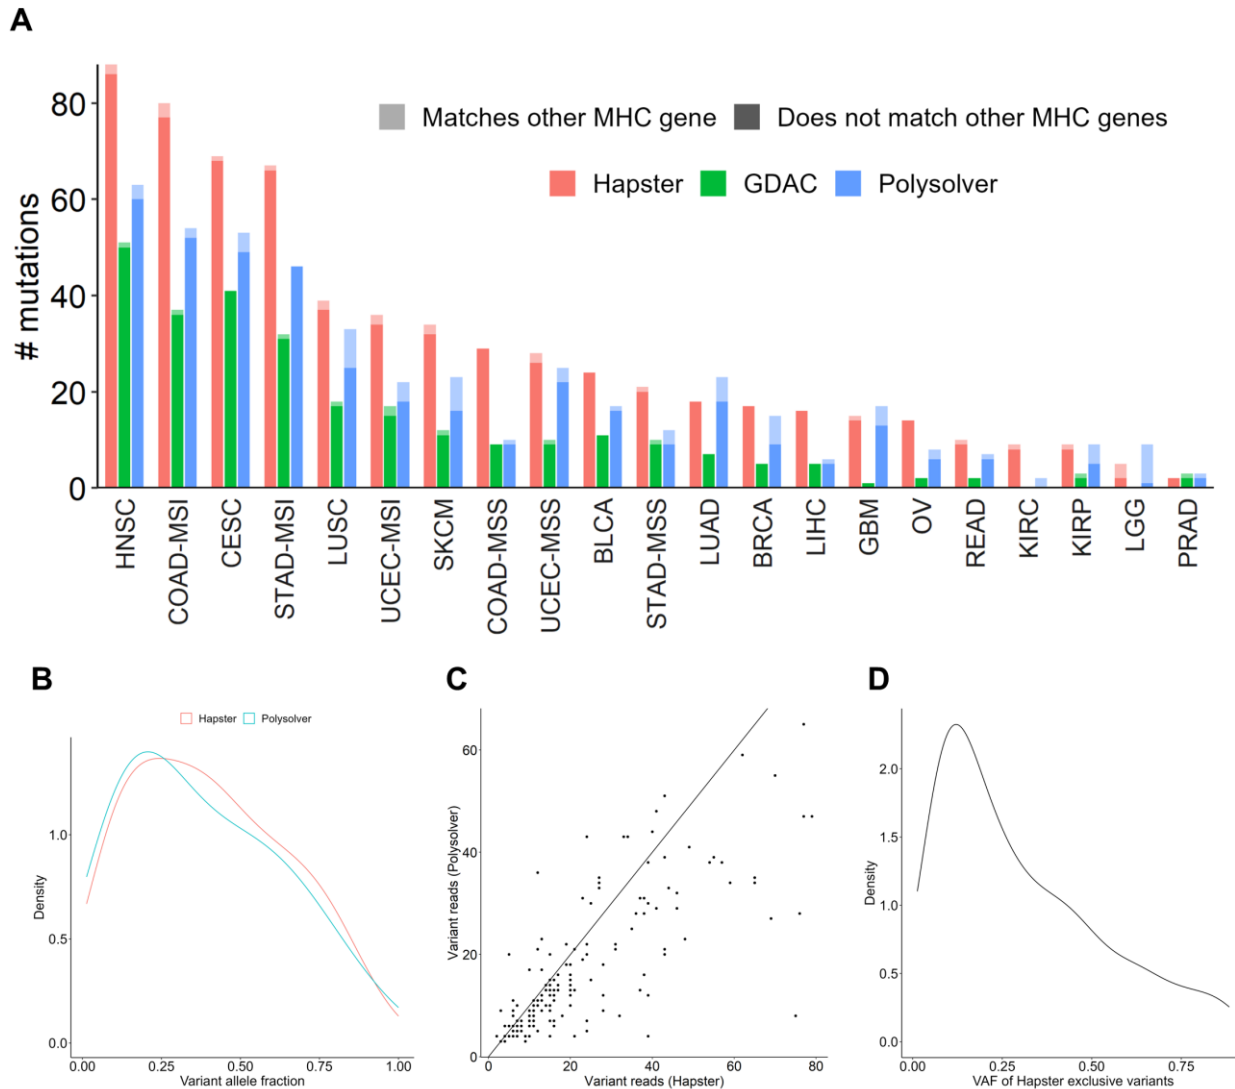 A
# mutations
80
60
40
20
0
Matches other MHC gene Does not match other MHC genes
Hapster GDAC Polysolver
HNSC
COAD-MSI
CESC
STAD-MSI
LUSC
UCEC-MSI
SKCM
COAD-MSS
UCEC-MSS
BLCA
STAD-MSS
LUAD
BRCA
LIHC
GBM
OV
READ
KIRC
KIRP
LGG
PRAD
B
Hapster Polysolver
Density
1.0
0.5
0.0
0.00 0.25 0.50 0.75 1.00
Variant allele fraction
C
Variant reads (Polysolver)
60
40
20
0
0 20 40 60 80
Variant reads (Hapster)
D
Density
2.0
1.5
1.0
0.5
0.0
0.00 0.25 0.50 0.75
VAF of Hapster exclusive variants